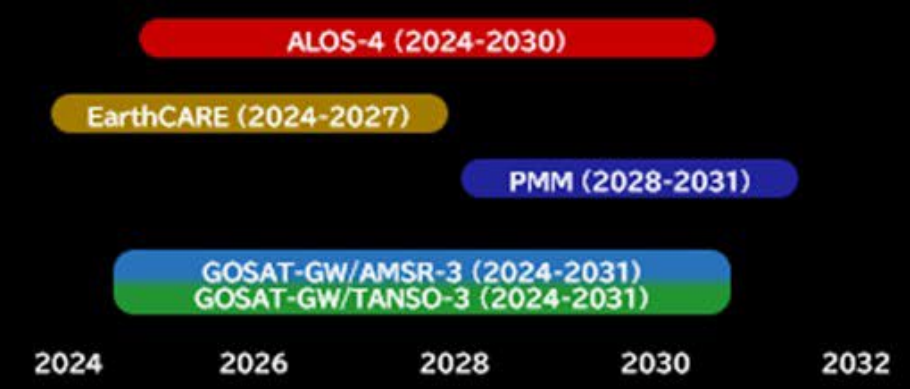 ALOS-4 (2024-2030)
EarthCARE (2024-2027)
PMM (2028-2031)
GOSAT-GW/AMSR-3 (2024-2031)
GOSAT-GW/TANSO-3 (2024-2031)
2024 2026 2028 2030 2032